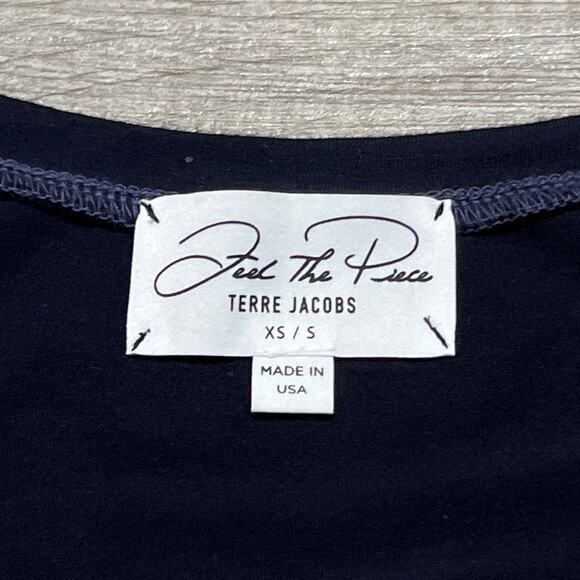 Feel The Piece
TERRE JACOBS
XS / S
MADE IN
USA